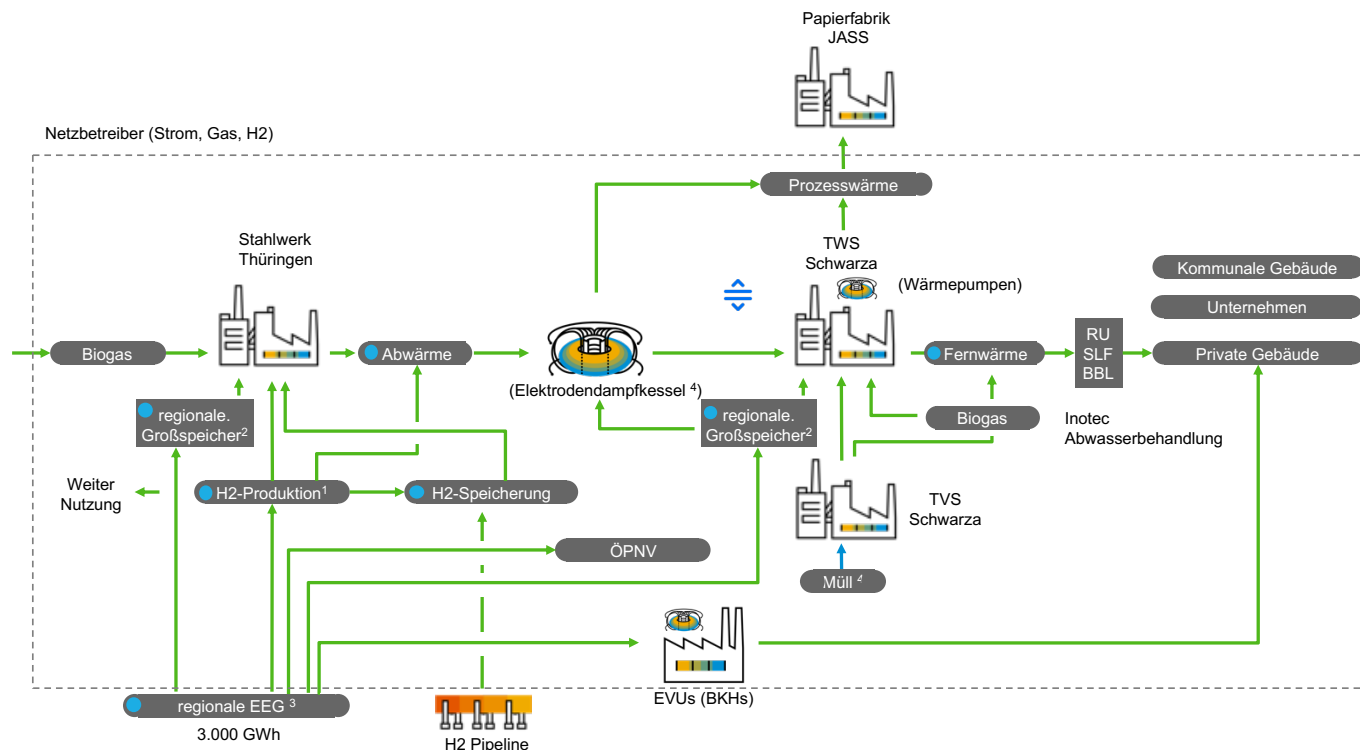 Papierfabrik
JASS
Netzbetreiber (Strom, Gas, H2)
Prozesswärme
Stahlwerk
Thüringen
TWS
Schwarza
(Wärmepumpen)
Kommunale Gebäude
Unternehmen
Biogas
Abwärme
(Elektrodendampfkessel ⁴)
Fernwärme
RU
SLF
BBL
Private Gebäude
regionale.
Großspeicher²
regionale.
Großspeicher²
Biogas
Inotec
Abwasserbehandlung
Weiter
Nutzung
H2-Produktion¹
H2-Speicherung
TVS
Schwarza
ÖPNV
Müll ⁴
EVUs (BKHs)
regionale EEG ³
3.000 GWh
H2 Pipeline